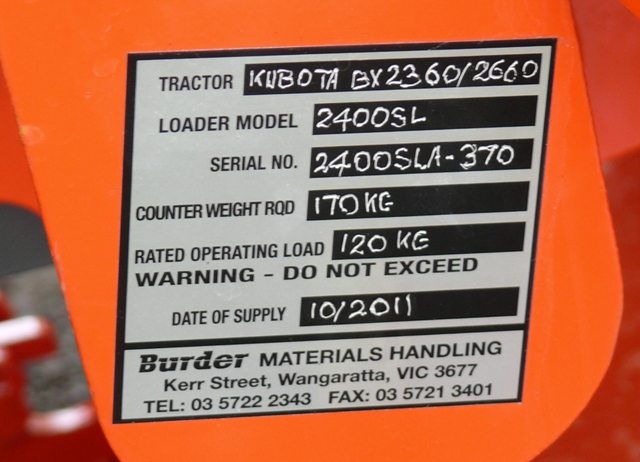 TRACTOR KUBOTA BX2360/2660
LOADER MODEL 2400SL
SERIAL NO. 2400SLA-370
COUNTER WEIGHT RQD 170KG
RATED OPERATING LOAD 120 KG
WARNING - DO NOT EXCEED
DATE OF SUPPLY 10/2011
Burder MATERIALS HANDLING
Kerr Street, Wangaratta, VIC 3677
TEL: 03 5722 2343 FAX: 03 5721 3401